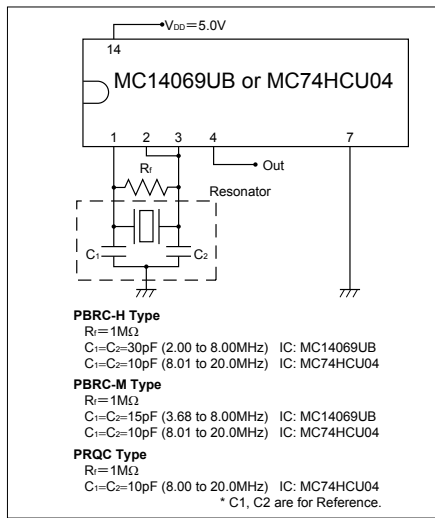 VDD=5.0V
14
MC14069UB or MC74HCU04
1 2 3 4 7
Out
Rf
Resonator
C1 C2
PBRC-H Type
Rf=1MΩ
C1=C2=30pF (2.00 to 8.00MHz) IC: MC14069UB
C1=C2=10pF (8.01 to 20.0MHz) IC: MC74HCU04
PBRC-M Type
Rf=1MΩ
C1=C2=15pF (3.68 to 8.00MHz) IC: MC14069UB
C1=C2=10pF (8.01 to 20.0MHz) IC: MC74HCU04
PRQC Type
Rf=1MΩ
C1=C2=10pF (8.00 to 20.0MHz) IC: MC74HCU04
* C1, C2 are for Reference.